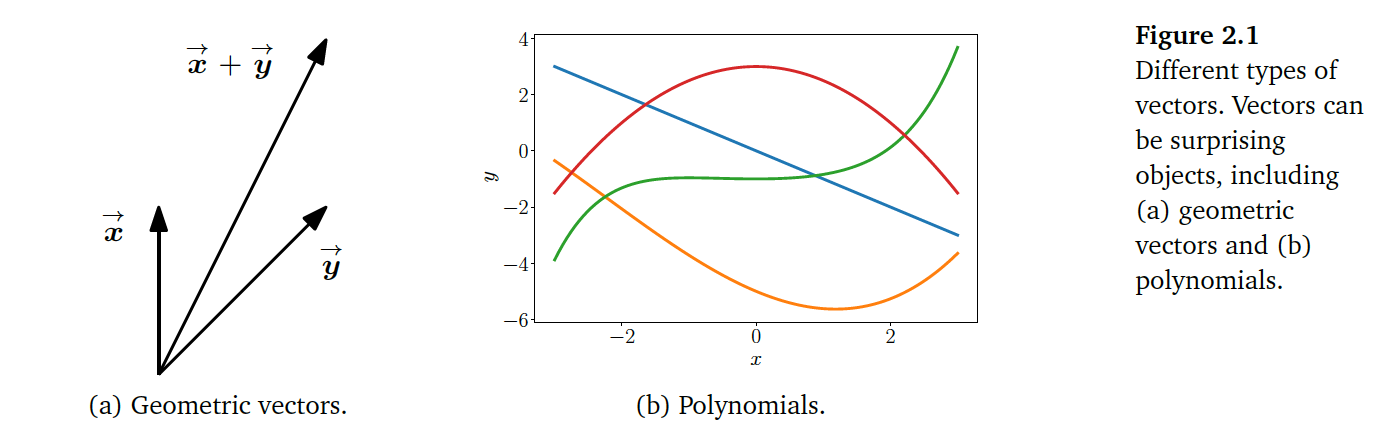 x⃗ + y⃗
x⃗
y⃗
(a) Geometric vectors.
4
2
0
−2
−4
−6
y
−2 0 2
x
(b) Polynomials.
Figure 2.1
Different types of
vectors. Vectors can
be surprising
objects, including
(a) geometric
vectors and (b)
polynomials.